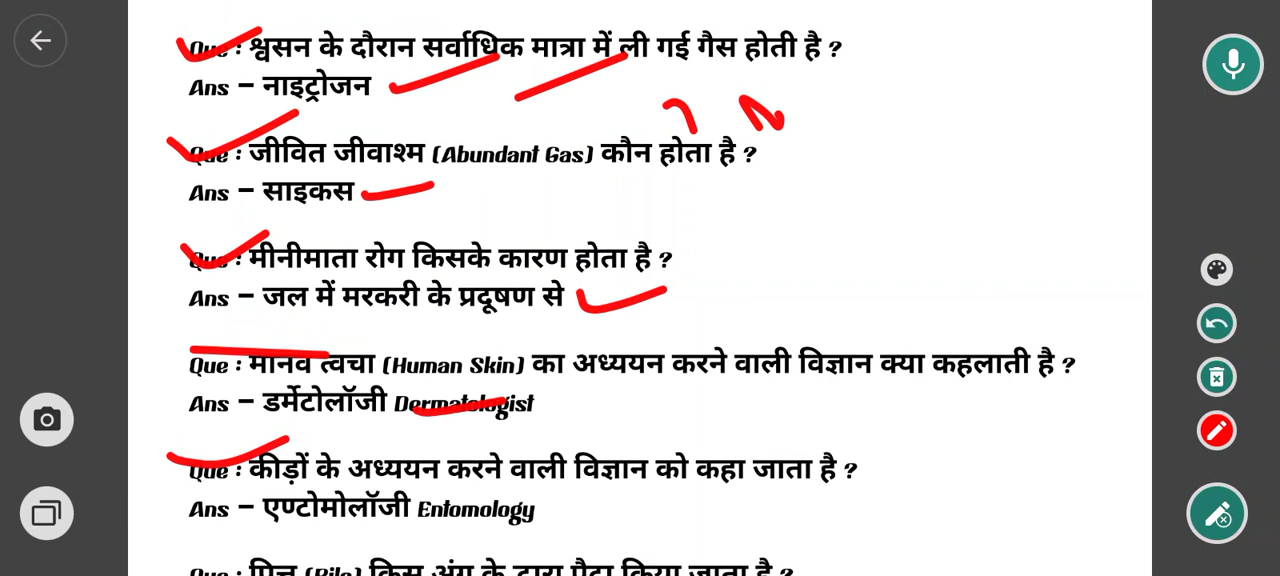 Que : श्वसन के दौरान सर्वाधिक मात्रा में ली गई गैस होती है ?
Ans – नाइट्रोजन
Que : जीवित जीवाश्म (Abundant Gas) कौन होता है ?
Ans – साइकस
Que : मीनीमाता रोग किसके कारण होता है ?
Ans – जल में मरकरी के प्रदूषण से
Que : मानव त्वचा (Human Skin) का अध्ययन करने वाली विज्ञान क्या कहलाती है ?
Ans – डर्मेटोलॉजी Dermatologist
Que : कीड़ों के अध्ययन करने वाली विज्ञान को कहा जाता है ?
Ans – एण्टोमोलॉजी Entomology
Que : पित्त (Bile) किस अंग के द्वारा पैदा किया जाता है ?